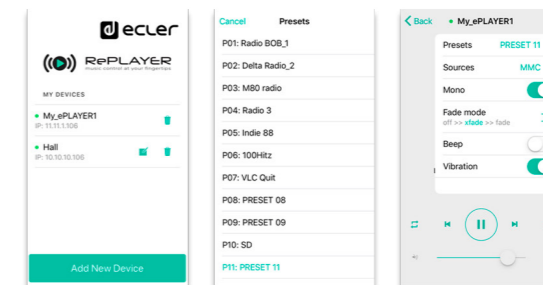 ecler
RePLAYER
music control at your fingertips
MY DEVICES
My_ePLAYER1
IP: 11.11.1.106
Hall
IP: 10.10.10.106
Add New Device
Cancel Presets
P01: Radio BOB_1
P02: Delta Radio_2
P03: M80 radio
P04: Radio 3
P05: Indie 88
P06: 100Hitz
P07: VLC Quit
P08: PRESET 08
P09: PRESET 09
P10: SD
P11: PRESET 11
Back My_ePLAYER1
Presets PRESET 11
Sources MMC
Mono
Fade mode
off >> xfade >> fade
Beep
Vibration